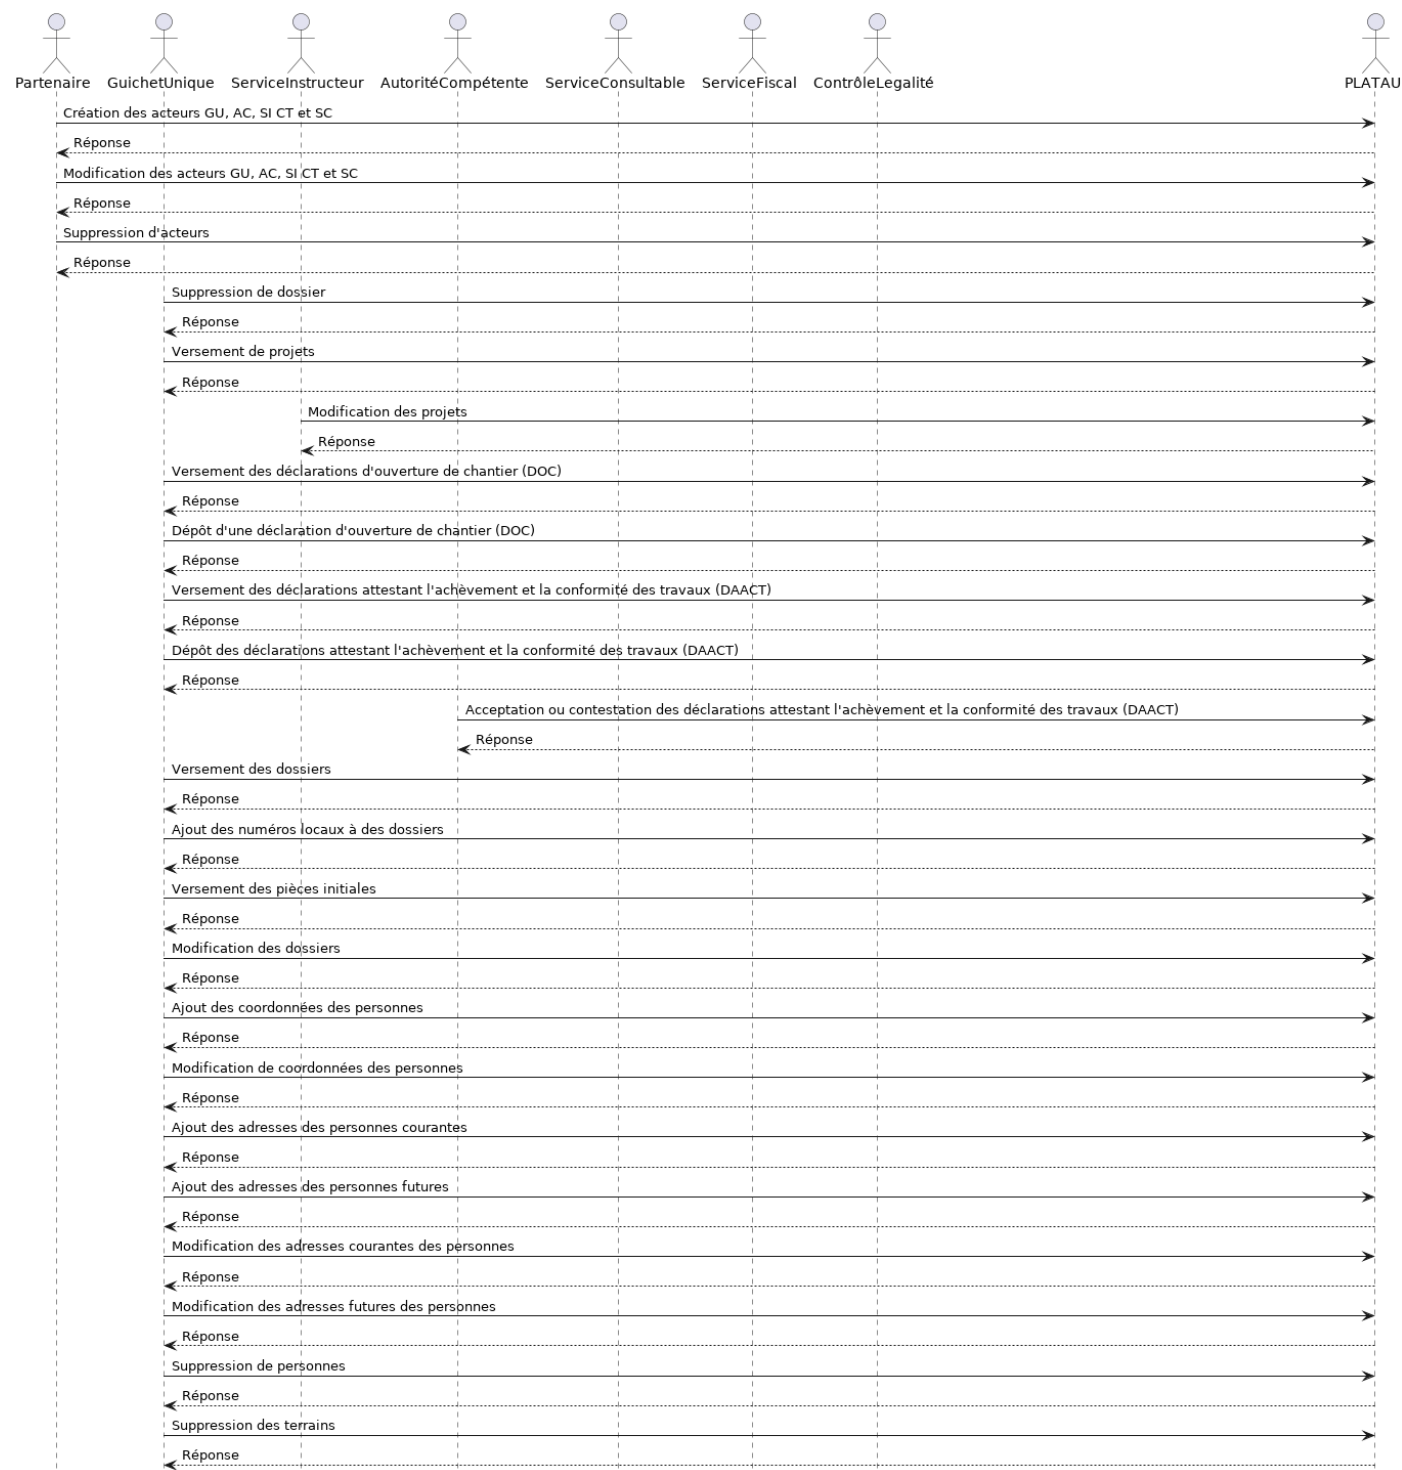 Partenaire GuichetUnique ServiceInstructeur AutoritéCompétente ServiceConsultable ServiceFiscal ContrôleLegalité PLATAU
Création des acteurs GU, AC, SI CT et SC
Réponse
Modification des acteurs GU, AC, SI CT et SC
Réponse
Suppression d'acteurs
Réponse
Suppression de dossier
Réponse
Versement de projets
Réponse
Modification des projets
Réponse
Versement des déclarations d'ouverture de chantier (DOC)
Réponse
Dépôt d'une déclaration d'ouverture de chantier (DOC)
Réponse
Versement des déclarations attestant l'achèvement et la conformité des travaux (DAACT)
Réponse
Dépôt des déclarations attestant l'achèvement et la conformité des travaux (DAACT)
Réponse
Acceptation ou contestation des déclarations attestant l'achèvement et la conformité des travaux (DAACT)
Réponse
Versement des dossiers
Réponse
Ajout des numéros locaux à des dossiers
Réponse
Versement des pièces initiales
Réponse
Modification des dossiers
Réponse
Ajout des coordonnées des personnes
Réponse
Modification de coordonnées des personnes
Réponse
Ajout des adresses des personnes courantes
Réponse
Ajout des adresses des personnes futures
Réponse
Modification des adresses courantes des personnes
Réponse
Modification des adresses futures des personnes
Réponse
Suppression de personnes
Réponse
Suppression des terrains
Réponse